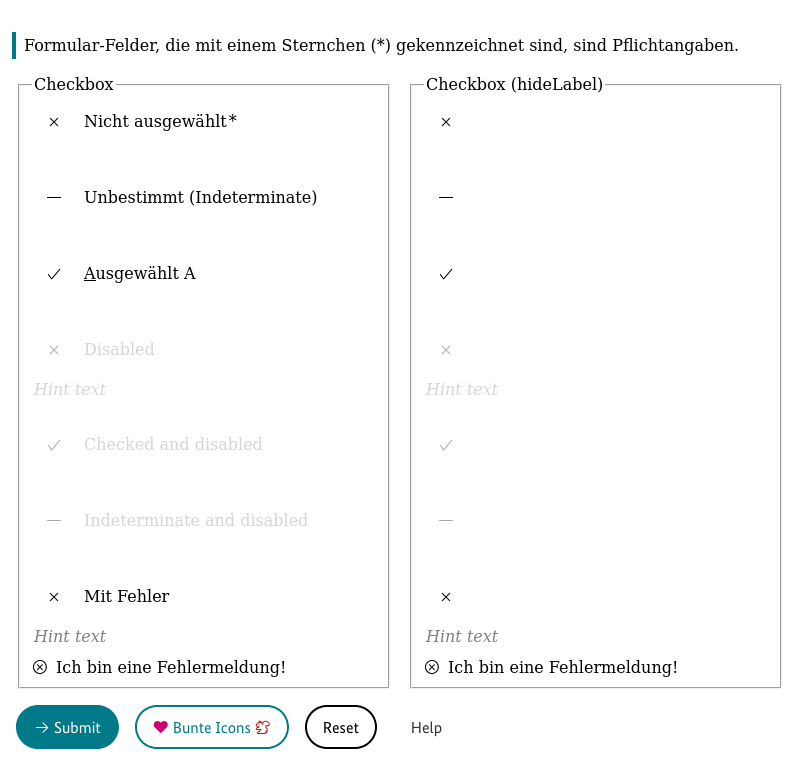 Formular-Felder, die mit einem Sternchen (*) gekennzeichnet sind, sind Pflichtangaben.
Checkbox
Nicht ausgewählt*
Unbestimmt (Indeterminate)
Ausgewählt A
Disabled
Hint text
Checked and disabled
Indeterminate and disabled
Mit Fehler
Hint text
Ich bin eine Fehlermeldung!
Checkbox (hideLabel)
Hint text
Hint text
Ich bin eine Fehlermeldung!
Submit
Bunte Icons
Reset
Help